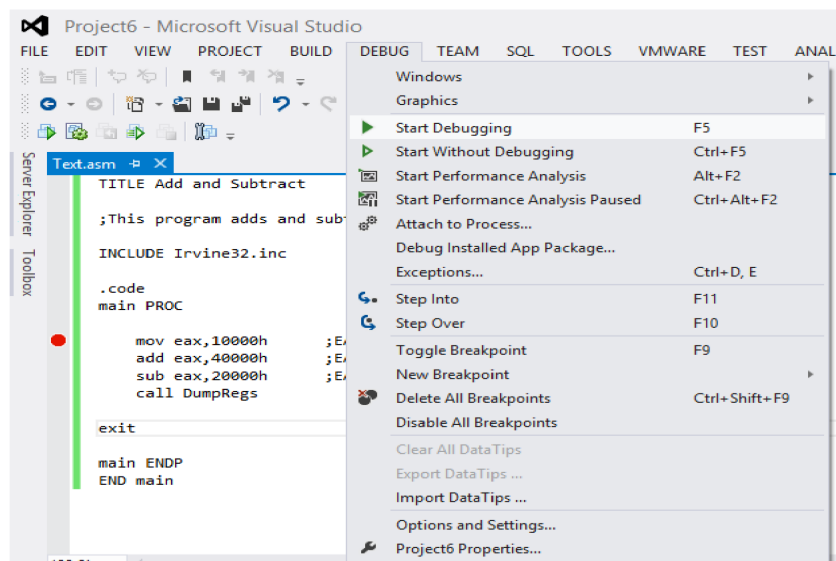 Project6 - Microsoft Visual Studio
FILE EDIT VIEW PROJECT BUILD DEBUG TEAM SQL TOOLS VMWARE TEST ANAL
Windows
Graphics
Start Debugging F5
Start Without Debugging Ctrl+F5
Start Performance Analysis Alt+F2
Start Performance Analysis Paused Ctrl+Alt+F2
Attach to Process...
Debug Installed App Package...
Exceptions... Ctrl+D, E
Step Into F11
Step Over F10
Toggle Breakpoint F9
New Breakpoint
Delete All Breakpoints Ctrl+Shift+F9
Disable All Breakpoints
Clear All DataTips
Export DataTips ...
Import DataTips ...
Options and Settings...
Project6 Properties...
Server Explorer
Toolbox
Text.asm
TITLE Add and Subtract
;This program adds and sub
INCLUDE Irvine32.inc
.code
main PROC
mov eax,10000h ;E
add eax,40000h ;E
sub eax,20000h ;E
call DumpRegs
exit
main ENDP
END main